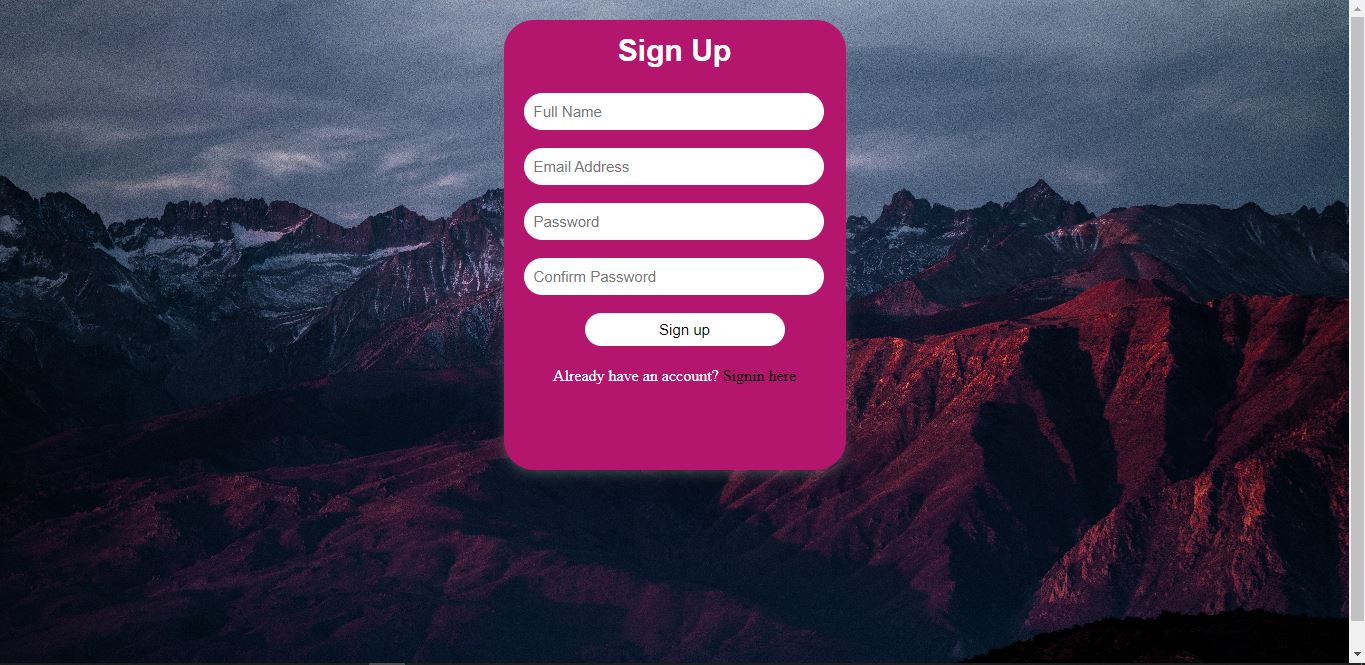 Sign Up
Full Name
Email Address
Password
Confirm Password
Sign up
Already have an account? Signin here